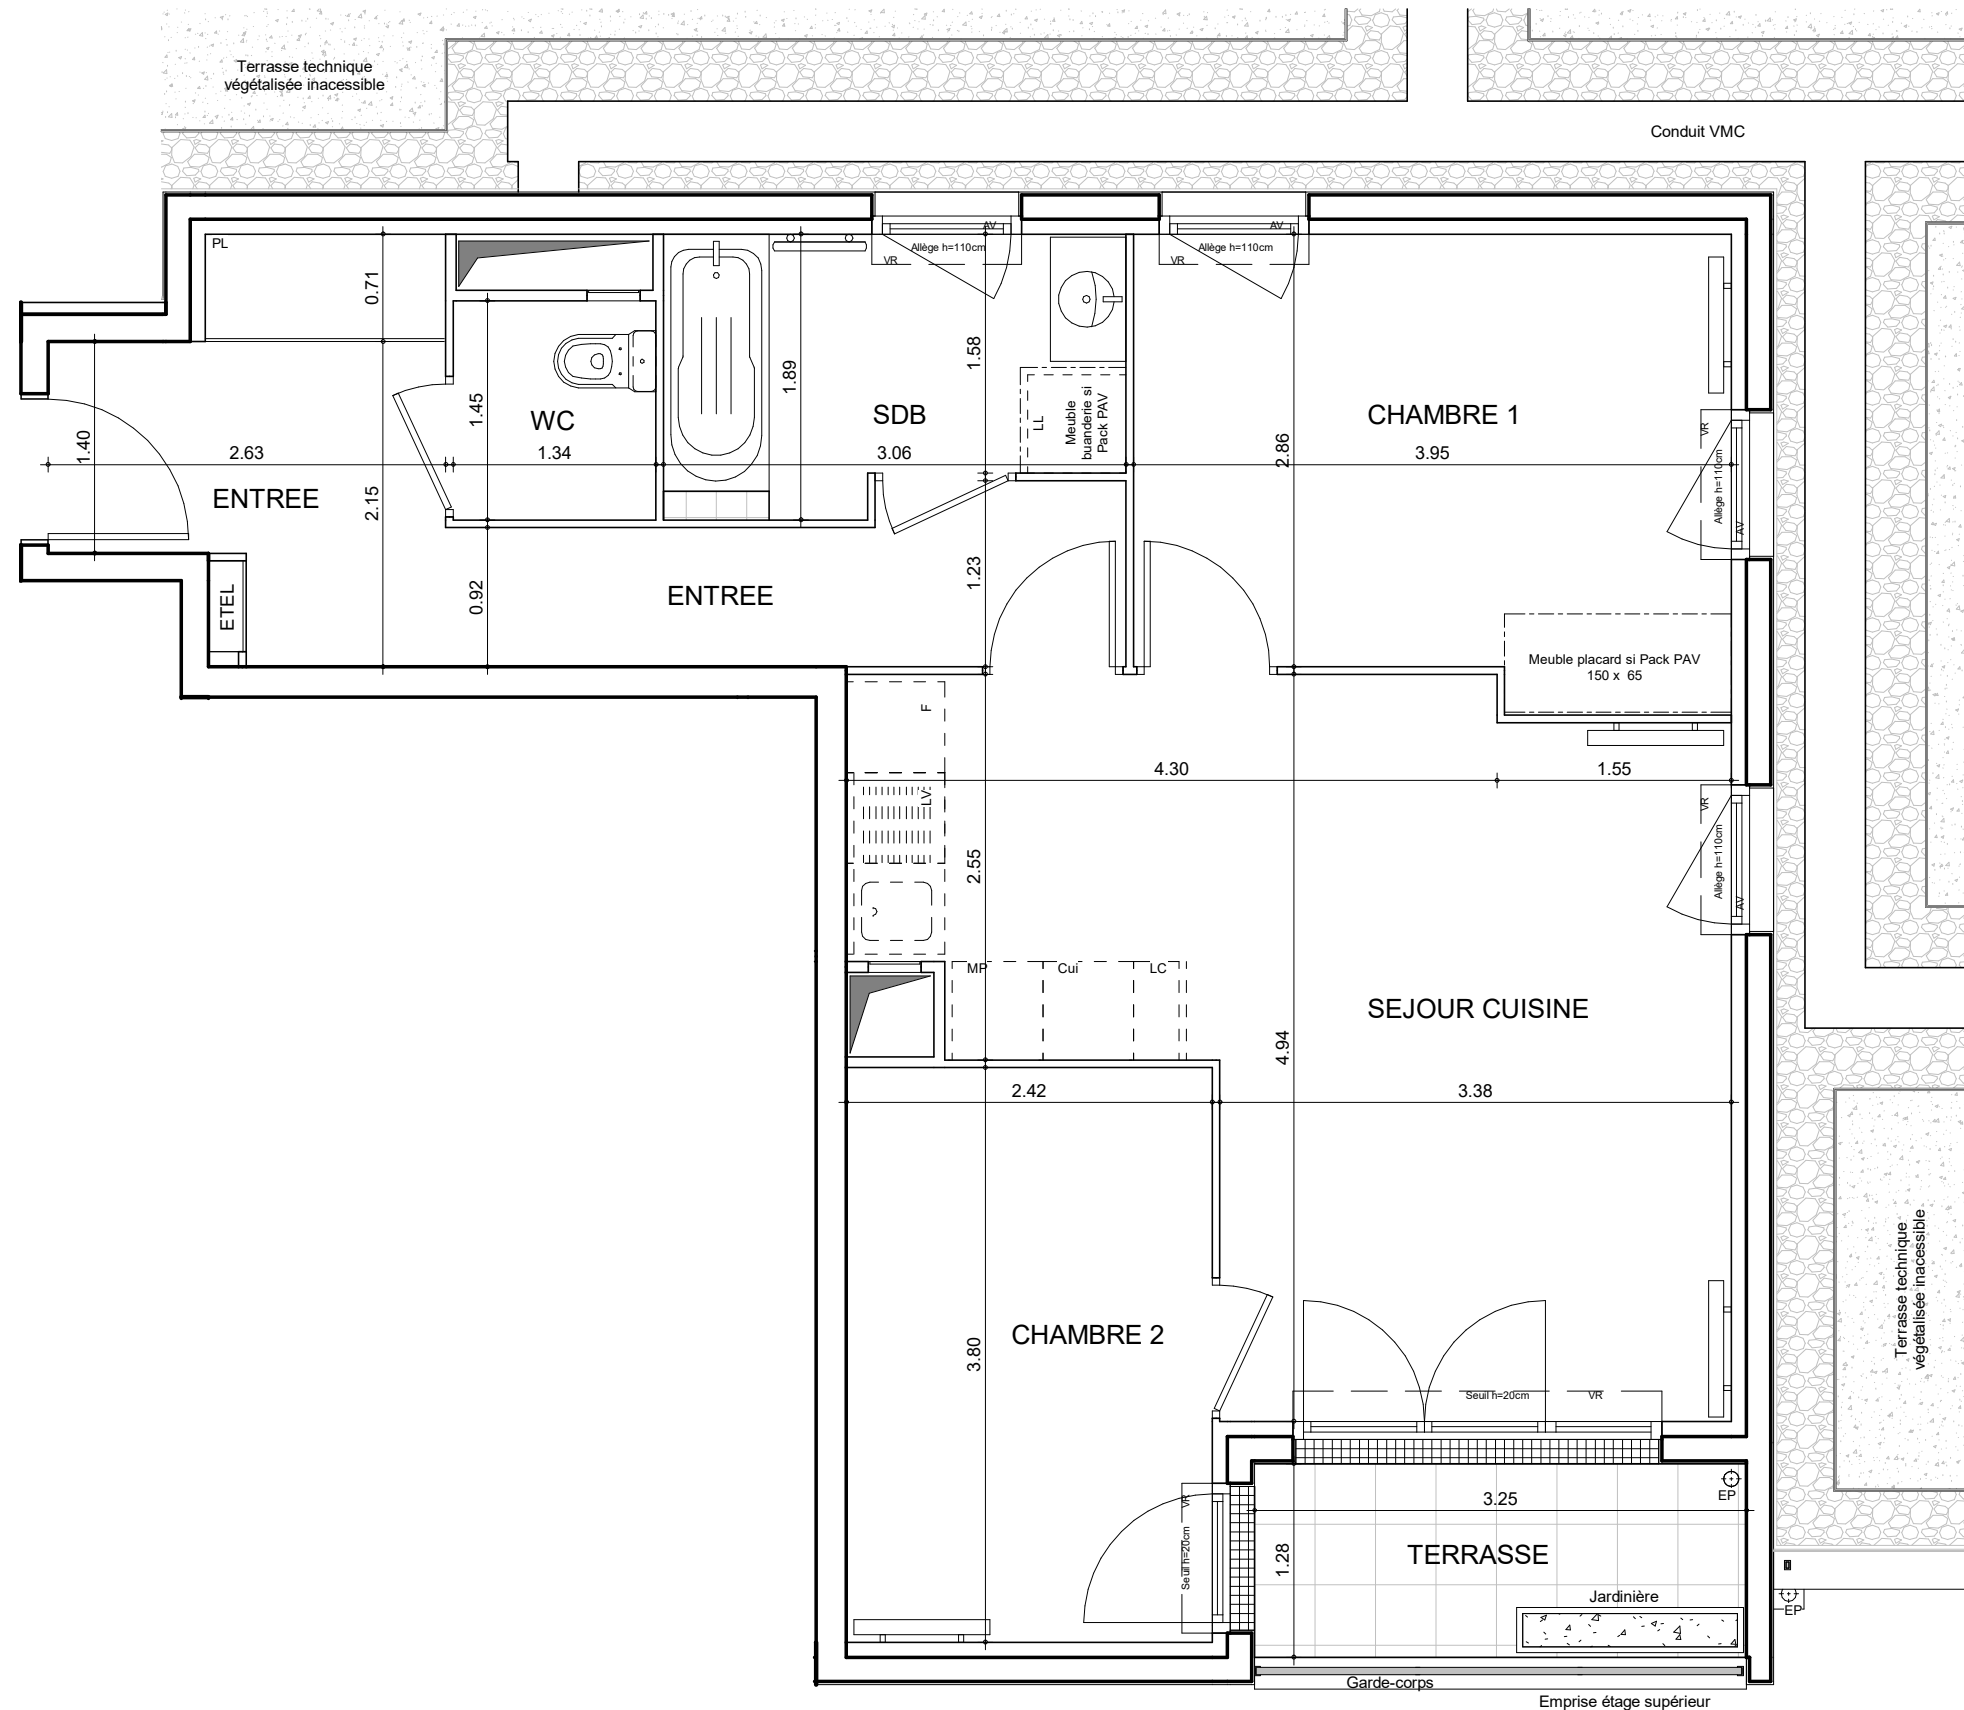 Terrasse technique
végétalisée inacessible
Conduit VMC
PL
AV
Allège h=110cm
VR
AV
Allège h=110cm
VR
0.71
1.58
1.89
1.45
1.40
LL
Meuble
buanderie si
Pack PAV
WC
SDB
CHAMBRE 1
VR
2.63
1.34
3.06
2.86
3.95
Allège h=110cm
AV
ENTREE
2.15
1.23
0.92
ENTREE
ETEL
Meuble placard si Pack PAV
150 x 65
F
4.30
1.55
LV
VR
2.55
Allège h=110cm
AV
MP
Cui
LC
SEJOUR CUISINE
4.94
2.42
3.38
Terrasse technique
végétalisée inacessible
CHAMBRE 2
3.80
Seuil h=20cm
VR
VR
Seuil h=20cm
3.25
EP
1.28
TERRASSE
Jardinière
EP
Garde-corps
Emprise étage supérieur